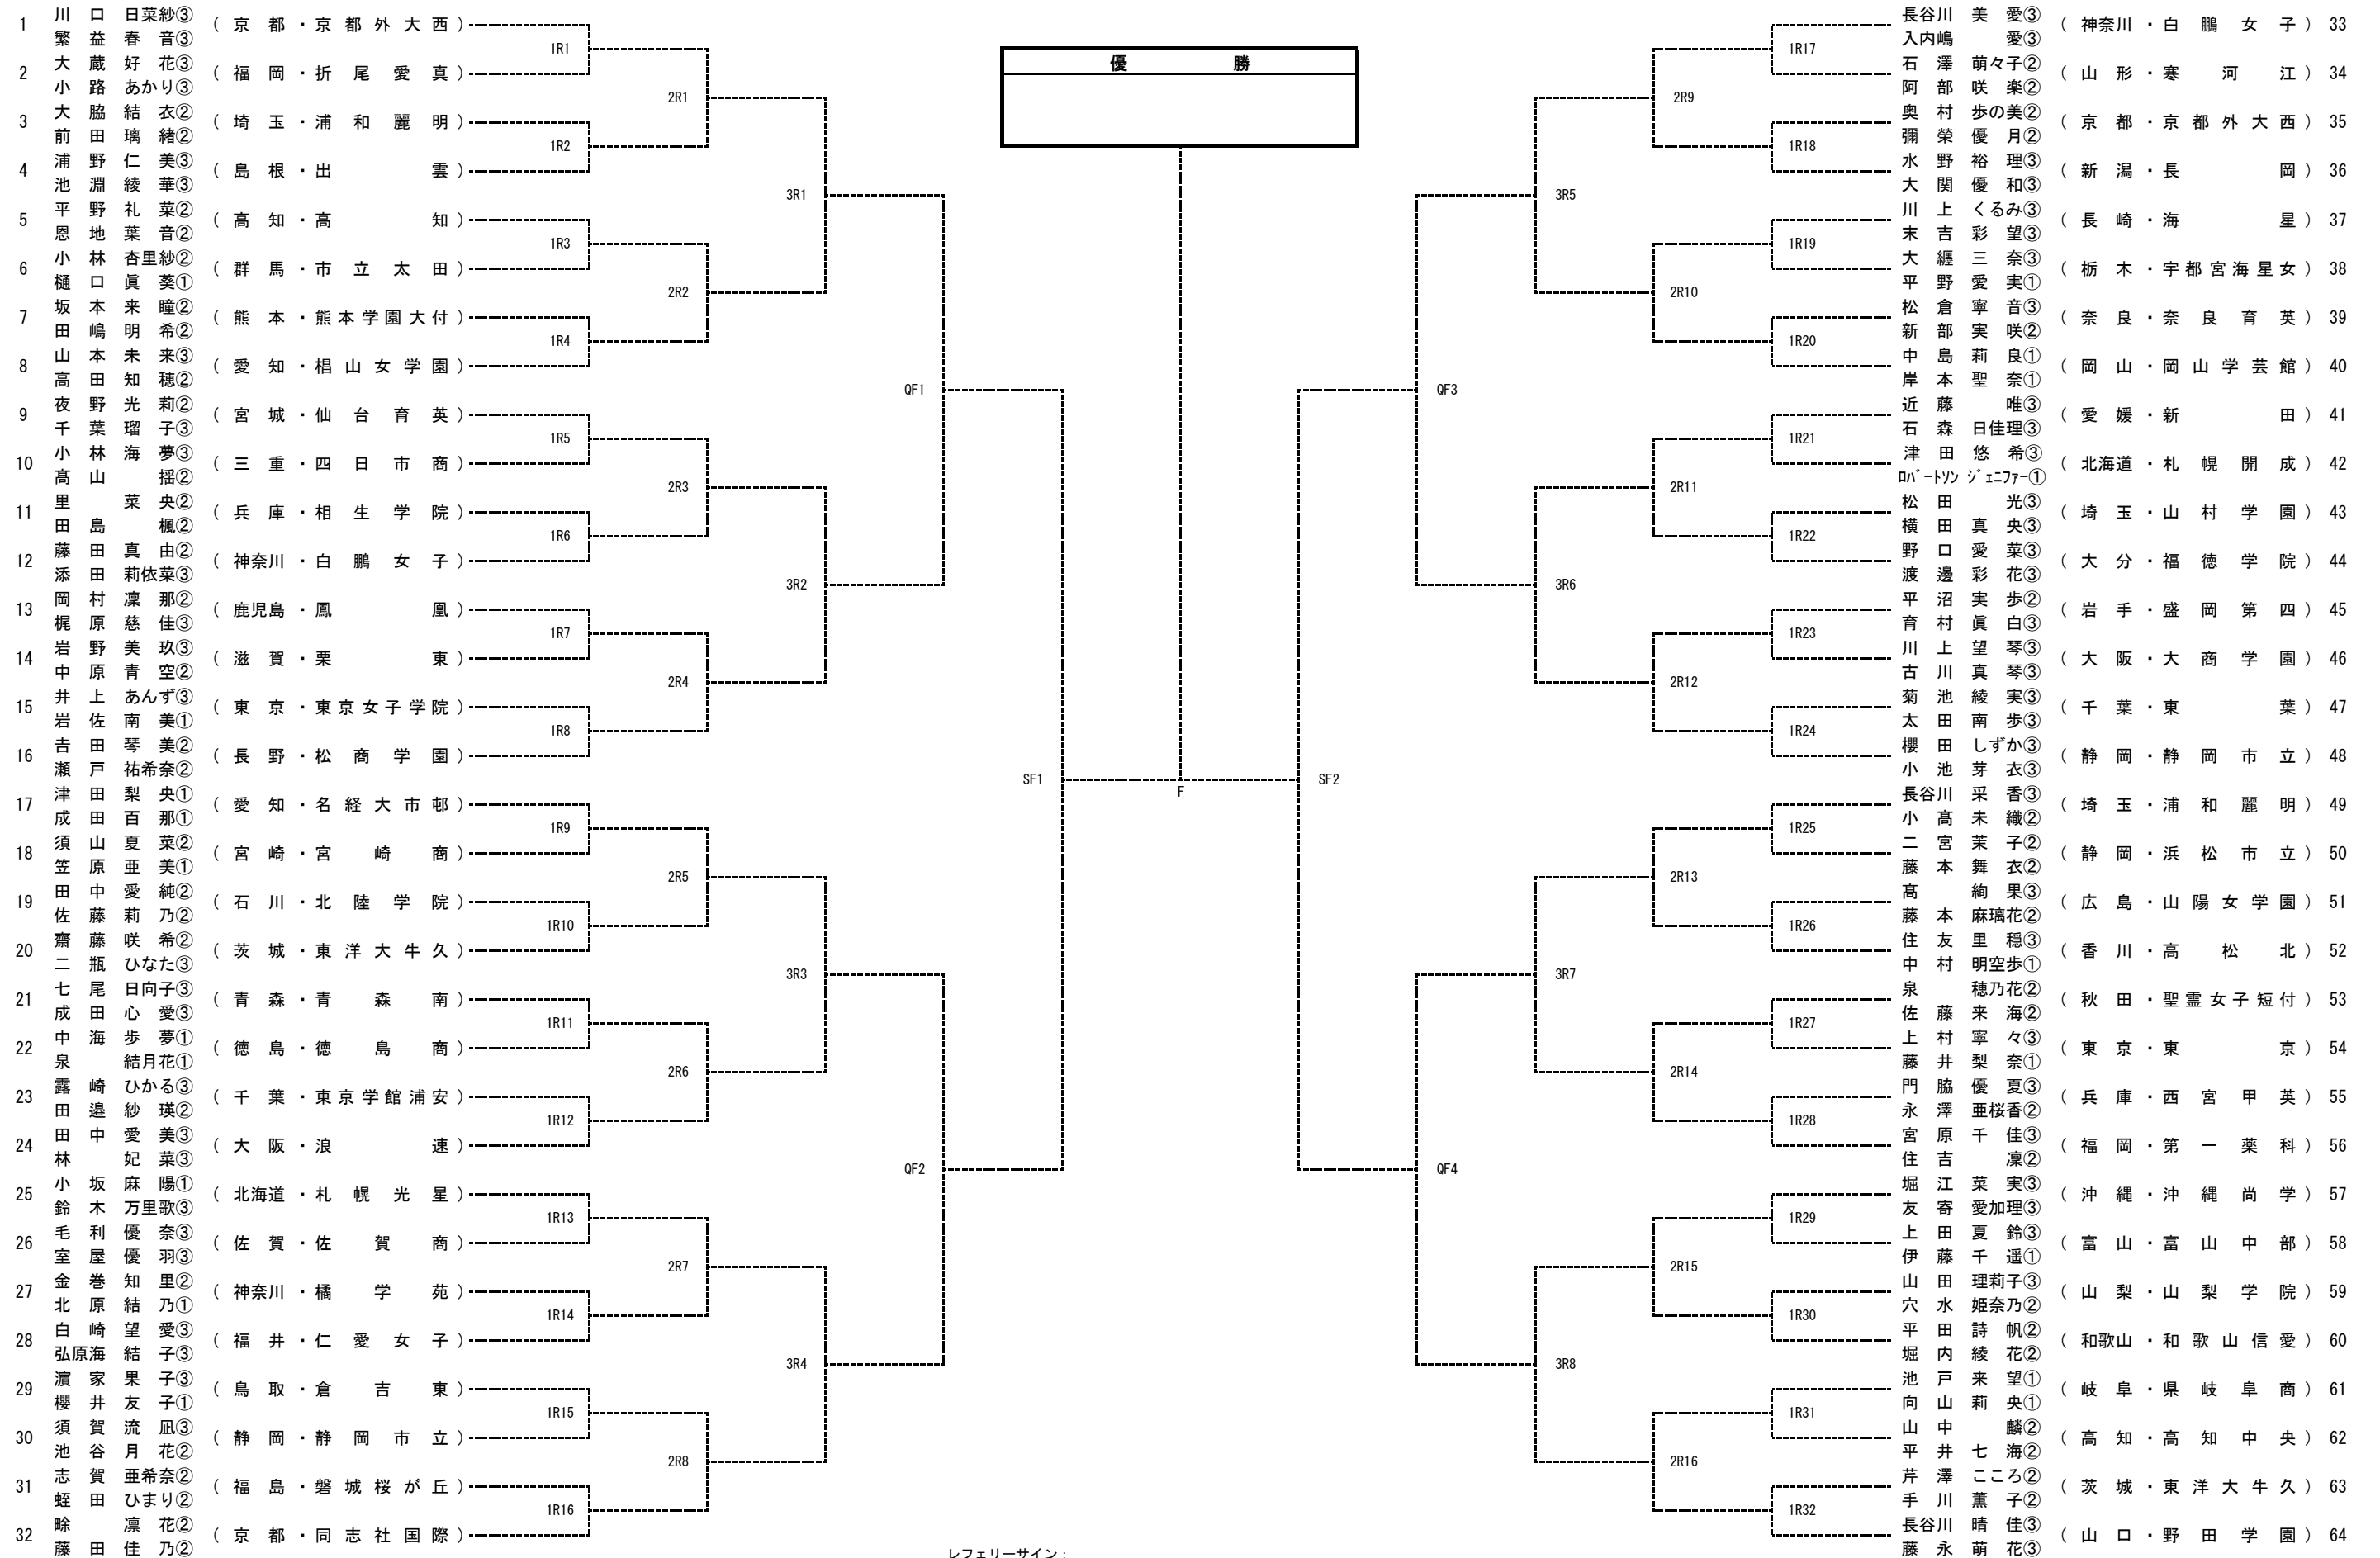 優勝
1 川口 日菜紗③ (京都・京都外大西)
繁益 春音③
2 大蔵 好花③ (福岡・折尾愛真)
小路 あかり③
3 大脇 結衣② (埼玉・浦和麗明)
前田 璃緒②
4 浦野 仁美③ (島根・出雲)
池淵 綾華③
5 平野 礼菜② (高知・高知)
恩地 葉音②
6 小林 杏里紗② (群馬・市立太田)
樋口 眞葵①
7 坂本 来瞳② (熊本・熊本学園大付)
田嶋 明希②
8 山本 未来③ (愛知・椙山女学園)
高田 知穂②
9 夜野 光莉② (宮城・仙台育英)
千葉 瑠子③
10 小林 海夢③ (三重・四日市商)
髙山 揺②
11 里 菜央② (兵庫・相生学院)
田島 楓②
12 藤田 真由② (神奈川・白鵬女子)
添田 莉依菜③
13 岡村 凜那② (鹿児島・鳳凰)
梶原 慈佳③
14 岩野 美玖③ (滋賀・栗東)
中原 青空②
15 井上 あんず③ (東京・東京女子学院)
岩佐 南美①
16 吉田 琴美② (長野・松商学園)
瀬戸 祐希奈②
17 津田 梨央① (愛知・名経大市邨)
成田 百那①
18 須山 夏菜② (宮崎・宮崎商)
笠原 亜美①
19 田中 愛純② (石川・北陸学院)
佐藤 莉乃②
20 齋藤 咲希② (茨城・東洋大牛久)
二瓶 ひなた③
21 七尾 日向子③ (青森・青森南)
成田 心愛③
22 中海 歩夢① (徳島・徳島商)
泉 結月花①
23 露崎 ひかる③ (千葉・東京学館浦安)
田邉 紗瑛②
24 田中 愛美③ (大阪・浪速)
林 妃菜③
25 小坂 麻陽① (北海道・札幌光星)
鈴木 万里歌③
26 毛利 優奈③ (佐賀・佐賀商)
室屋 優羽③
27 金巻 知里② (神奈川・橘学苑)
北原 結乃①
28 白崎 望愛③ (福井・仁愛女子)
弘原海 結子③
29 濵家 果子③ (鳥取・倉吉東)
櫻井 友子①
30 須賀 流凪③ (静岡・静岡市立)
池谷 月花②
31 志賀 亜希奈② (福島・磐城桜が丘)
蛭田 ひまり②
32 畭 凛花② (京都・同志社国際)
藤田 佳乃②
1R1
1R2
1R3
1R4
1R5
1R6
1R7
1R8
1R9
1R10
1R11
1R12
1R13
1R14
1R15
1R16
2R1
2R2
2R3
2R4
2R5
2R6
2R7
2R8
3R1
3R2
3R3
3R4
QF1
QF2
SF1
F
SF2
QF3
QF4
3R5
3R6
3R7
3R8
2R9
2R10
2R11
2R12
2R13
2R14
2R15
2R16
1R17
1R18
1R19
1R20
1R21
1R22
1R23
1R24
1R25
1R26
1R27
1R28
1R29
1R30
1R31
1R32
長谷川 美愛③ (神奈川・白鵬女子) 33
入内嶋 愛③
石澤 萌々子② (山形・寒河江) 34
阿部 咲楽②
奥村 歩の美② (京都・京都外大西) 35
彌榮 優月②
水野 裕理③ (新潟・長岡) 36
大関 優和③
川上 くるみ③ (長崎・海星) 37
末吉 彩望③
大纒 三奈③ (栃木・宇都宮海星女) 38
平野 愛実①
松倉 寧音③ (奈良・奈良育英) 39
新部 実咲②
中島 莉良① (岡山・岡山学芸館) 40
岸本 聖奈①
近藤 唯③ (愛媛・新田) 41
石森 日佳理③
津田 悠希③ (北海道・札幌開成) 42
ロバートソン ジェニファー①
松田 光③ (埼玉・山村学園) 43
横田 真央③
野口 愛菜③ (大分・福徳学院) 44
渡邊 彩花③
平沼 実歩② (岩手・盛岡第四) 45
育村 眞白③
川上 望琴③ (大阪・大商学園) 46
古川 真琴③
菊池 綾実③ (千葉・東葉) 47
太田 南歩③
櫻田 しずか③ (静岡・静岡市立) 48
小池 芽衣③
長谷川 采香③ (埼玉・浦和麗明) 49
小髙 未織②
二宮 茉子② (静岡・浜松市立) 50
藤本 舞衣②
髙 絢果③ (広島・山陽女学園) 51
藤本 麻璃花②
住友 里穏③ (香川・高松北) 52
中村 明空歩①
泉 穂乃花② (秋田・聖霊女子短付) 53
佐藤 来海②
上村 寧々③ (東京・東京) 54
藤井 梨奈①
門脇 優夏③ (兵庫・西宮甲英) 55
永澤 亜桜香②
宮原 千佳③ (福岡・第一薬科) 56
住吉 凜②
堀江 菜実③ (沖縄・沖縄尚学) 57
友寄 愛加理③
上田 夏鈴③ (富山・富山中部) 58
伊藤 千遥①
山田 理莉子③ (山梨・山梨学院) 59
穴水 姫奈乃②
平田 詩帆② (和歌山・和歌山信愛) 60
堀内 綾花②
池戸 来望① (岐阜・県岐阜商) 61
向山 莉央①
山中 麟② (高知・高知中央) 62
平井 七海②
芹澤 こころ② (茨城・東洋大牛久) 63
手川 薫子②
長谷川 晴佳③ (山口・野田学園) 64
藤永 萌花③
レフェリーサイン：